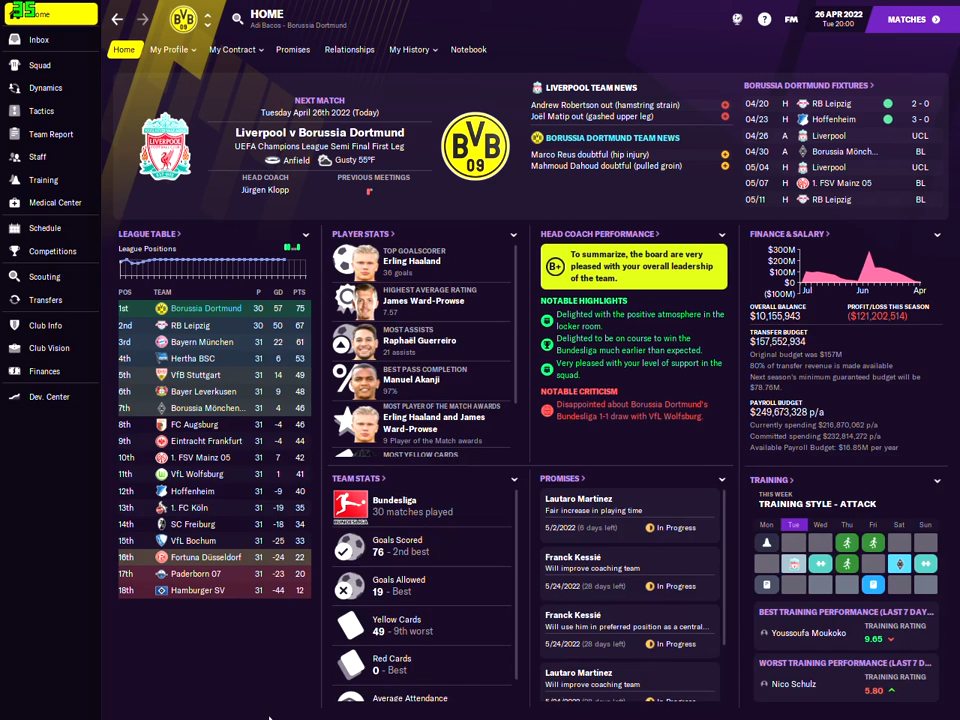 35
Home
Inbox
Squad
Dynamics
Tactics
Team Report
Staff
Training
Medical Center
Schedule
Competitions
Scouting
Transfers
Club Info
Club Vision
Finances
Dev. Center
BVB 09
HOME
Adi Bacos - Borussia Dortmund
FM
26 APR 2022
Tue 20:00
MATCHES
Home
My Profile
My Contract
Promises
Relationships
My History
Notebook
NEXT MATCH
Tuesday April 26th 2022 (Today)
Liverpool v Borussia Dortmund
UEFA Champions League Semi Final First Leg
Anfield
Gusty 55°F
HEAD COACH
Jürgen Klopp
PREVIOUS MEETINGS
BVB
09
LIVERPOOL TEAM NEWS
Andrew Robertson out (hamstring strain)
Joël Matip out (gashed upper leg)
BORUSSIA DORTMUND TEAM NEWS
Marco Reus doubtful (hip injury)
Mahmoud Dahoud doubtful (pulled groin)
BORUSSIA DORTMUND FIXTURES
04/20 H RB Leipzig 2 - 0
04/23 H Hoffenheim 3 - 0
04/26 A Liverpool UCL
04/30 A Borussia Mönch... BL
05/04 H Liverpool UCL
05/07 H 1. FSV Mainz 05 BL
05/11 H RB Leipzig BL
LEAGUE TABLE
League Positions
POS TEAM P GD PTS
1st Borussia Dortmund 30 57 75
2nd RB Leipzig 30 50 67
3rd Bayern München 31 22 61
4th Hertha BSC 31 6 53
5th VfB Stuttgart 31 14 49
6th Bayer Leverkusen 31 9 48
7th Borussia Mönchen... 31 4 46
8th FC Augsburg 31 -4 46
9th Eintracht Frankfurt 31 -4 44
10th 1. FSV Mainz 05 31 7 42
11th VfL Wolfsburg 31 1 41
12th Hoffenheim 31 -9 40
13th 1. FC Köln 31 -19 35
14th SC Freiburg 31 -18 34
15th VfL Bochum 31 -25 33
16th Fortuna Düsseldorf 31 -24 22
17th Paderborn 07 31 -23 20
18th Hamburger SV 31 -44 12
PLAYER STATS
TOP GOALSCORER
Erling Haaland
36 goals
HIGHEST AVERAGE RATING
James Ward-Prowse
7.57
MOST ASSISTS
Raphaël Guerreiro
21 assists
BEST PASS COMPLETION
Manuel Akanji
97%
MOST PLAYER OF THE MATCH AWARDS
Erling Haaland and James
Ward-Prowse
9 Player of the Match awards
MOST YELLOW CARDS
TEAM STATS
BUNDESLIGA
Bundesliga
30 matches played
Goals Scored
76 - 2nd best
Goals Allowed
19 - Best
Yellow Cards
49 - 9th worst
Red Cards
0 - Best
Average Attendance
HEAD COACH PERFORMANCE
B+
To summarize, the board are very
pleased with your overall leadership
of the team.
NOTABLE HIGHLIGHTS
Delighted with the positive atmosphere in the
locker room.
Delighted to be on course to win the
Bundesliga much earlier than expected.
Very pleased with your level of support in the
squad.
NOTABLE CRITICISM
Disappointed about Borussia Dortmund's
Bundesliga 1-1 draw with VfL Wolfsburg.
PROMISES
Lautaro Martínez
Fair increase in playing time
5/2/2022 (6 days left) In Progress
Franck Kessié
Will improve coaching team
5/24/2022 (28 days left) In Progress
Franck Kessié
Will use him in preferred position as a central...
5/24/2022 (28 days left) In Progress
Lautaro Martínez
Will improve coaching team
5/24/2022 (28 days left) In Progress
FINANCE & SALARY
$300M
$200M
$100M
$0
($100M)
Jul Jun Apr
OVERALL BALANCE
$10,155,943
PROFIT/LOSS THIS SEASON
($121,202,514)
TRANSFER BUDGET
$157,552,934
Original budget was $157M
80% of transfer revenue is made available
Next season's minimum guaranteed budget will be
$78.76M.
PAYROLL BUDGET
$249,673,328 p/a
Currently spending $216,870,062 p/a
Committed spending $232,814,272 p/a
Available Payroll Budget: $16.85M per year
TRAINING
THIS WEEK
TRAINING STYLE - ATTACK
Mon Tue Wed Thu Fri Sat Sun
BEST TRAINING PERFORMANCE (LAST 7 DAY...
Youssoufa Moukoko
TRAINING RATING
9.65
WORST TRAINING PERFORMANCE (LAST 7 D...
Nico Schulz
TRAINING RATING
5.80